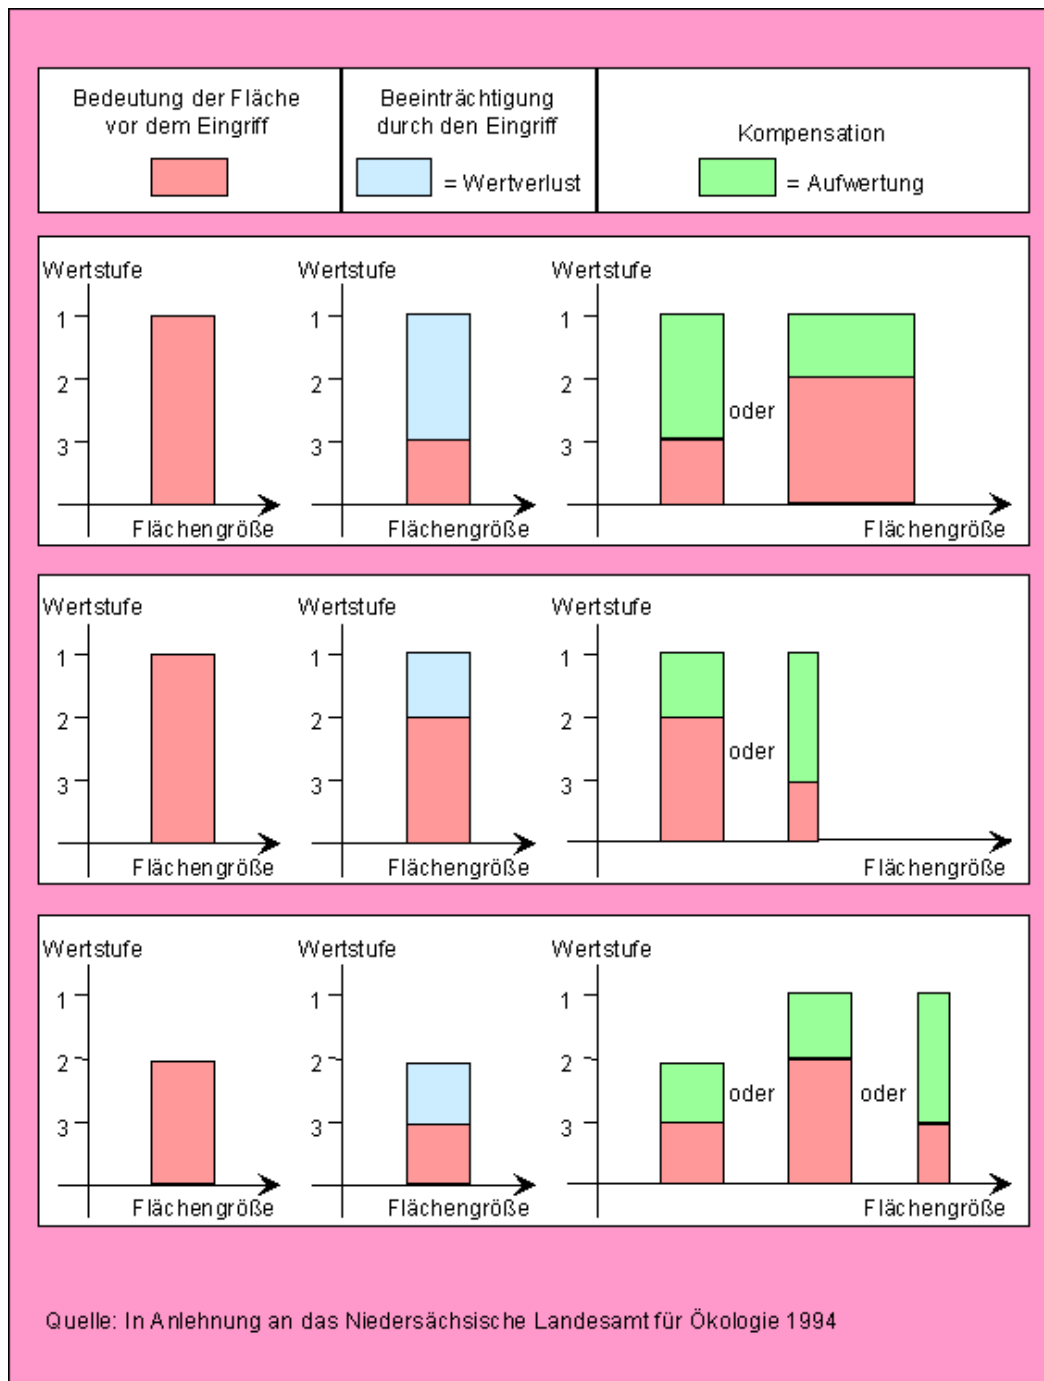 Bedeutung der Fläche
vor dem Eingriff
Beeinträchtigung
durch den Eingriff
= Wertverlust
Kompensation
= Aufwertung
Wertstufe
1
2
3
Flächengröße
Wertstufe
1
2
3
Flächengröße
Wertstufe
1
2
3
oder
Flächengröße
Wertstufe
1
2
3
Flächengröße
Wertstufe
1
2
3
Flächengröße
Wertstufe
1
2
3
oder
Flächengröße
Wertstufe
1
2
3
Flächengröße
Wertstufe
1
2
3
Flächengröße
Wertstufe
1
2
3
oder
oder
Flächengröße
Quelle: In Anlehnung an das Niedersächsische Landesamt für Ökologie 1994